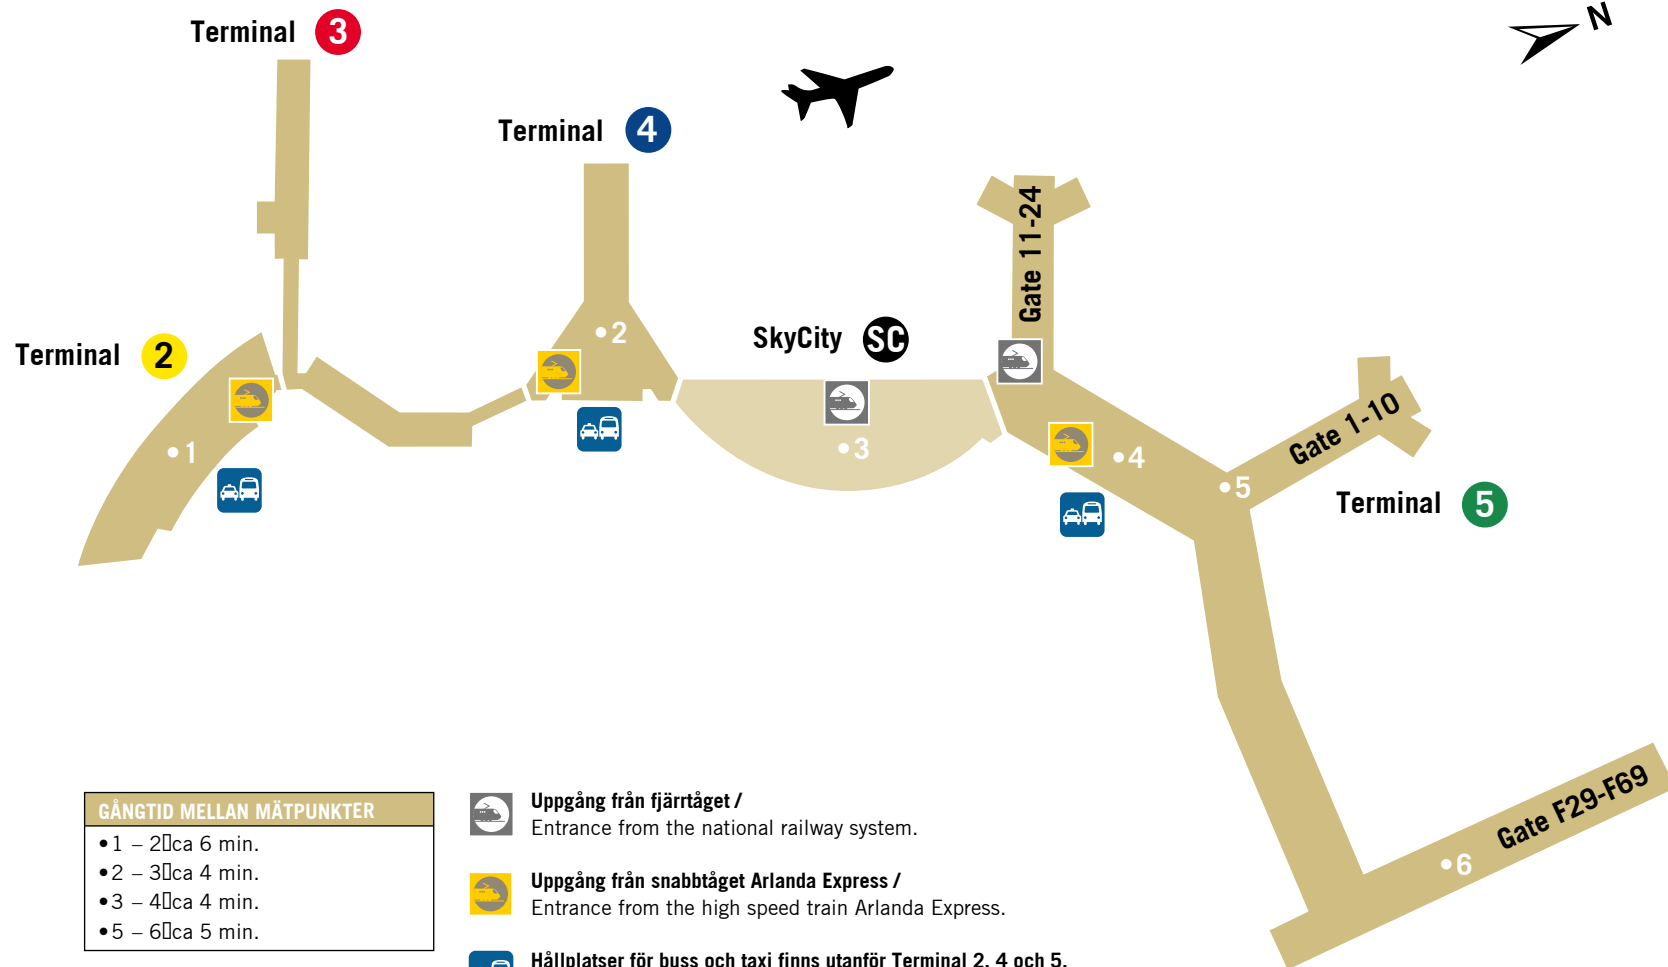 Terminal 3
N
Terminal 4
Gate 11-24
2
SkyCity SC
Terminal 2
Gate 1-10
1
3
4
5
Terminal 5
Gate F29-F69
6
GÅNGTID MELLAN MÄTPUNKTER
•1 – 2▯ca 6 min.
•2 – 3▯ca 4 min.
•3 – 4▯ca 4 min.
•5 – 6▯ca 5 min.
Uppgång från fjärrtåget /
Entrance from the national railway system.
Uppgång från snabbtåget Arlanda Express /
Entrance from the high speed train Arlanda Express.
Hållplatser för buss och taxi finns utanför Terminal 2, 4 och 5.